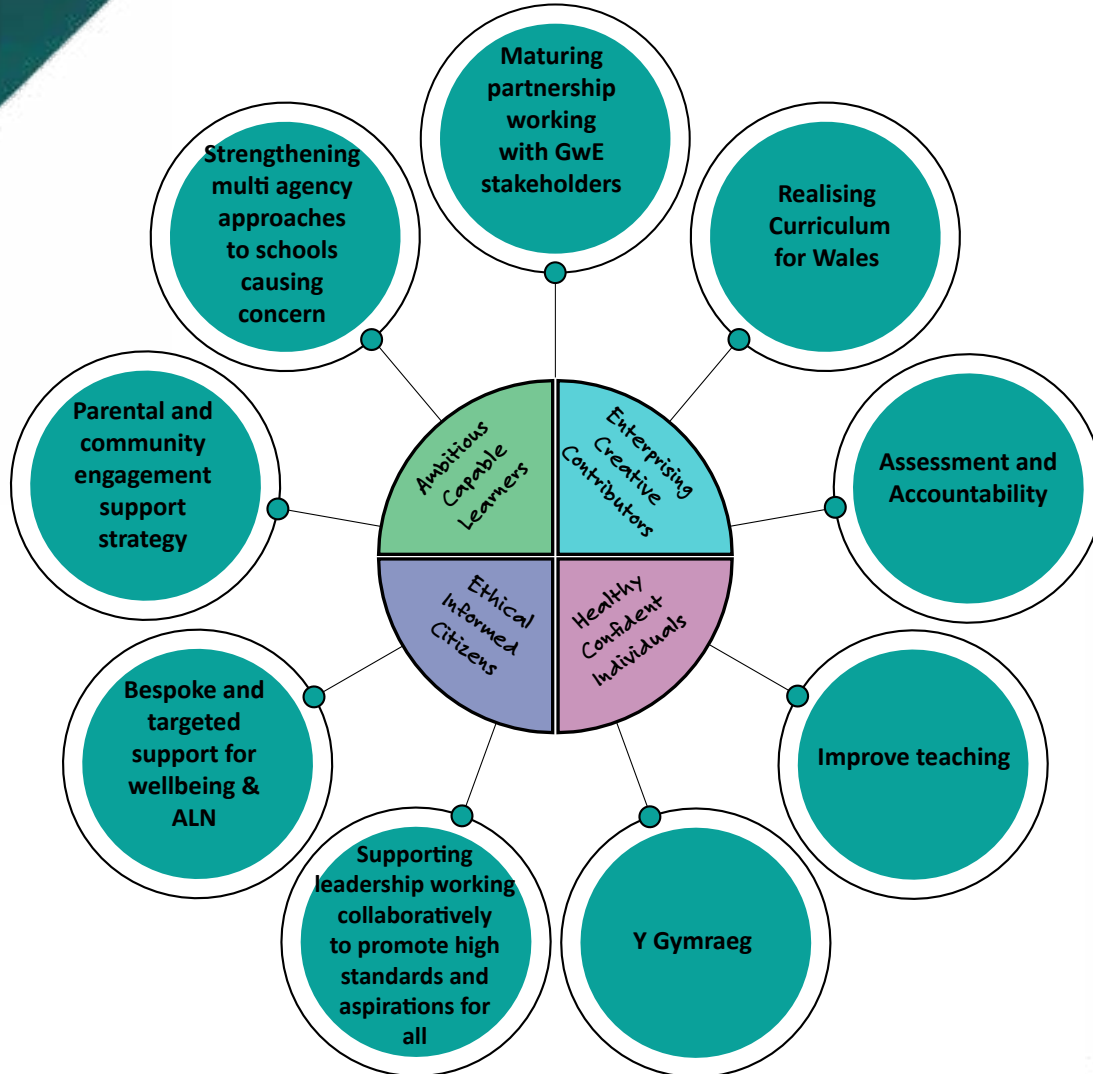 Maturing
partnership
working
with GwE
stakeholders
Realising
Curriculum
for Wales
Assessment and
Accountability
Improve teaching
Y Gymraeg
Supporting
leadership working
collaboratively
to promote high
standards and
aspirations for
all
Bespoke and
targeted
support for
wellbeing &
ALN
Parental and
community
engagement
support
strategy
Strengthening
multi agency
approaches
to schools
causing
concern
Ambitious
Capable
Learners
Enterprising
Creative
Contributors
Ethical
Informed
Citizens
Healthy
Confident
Individuals